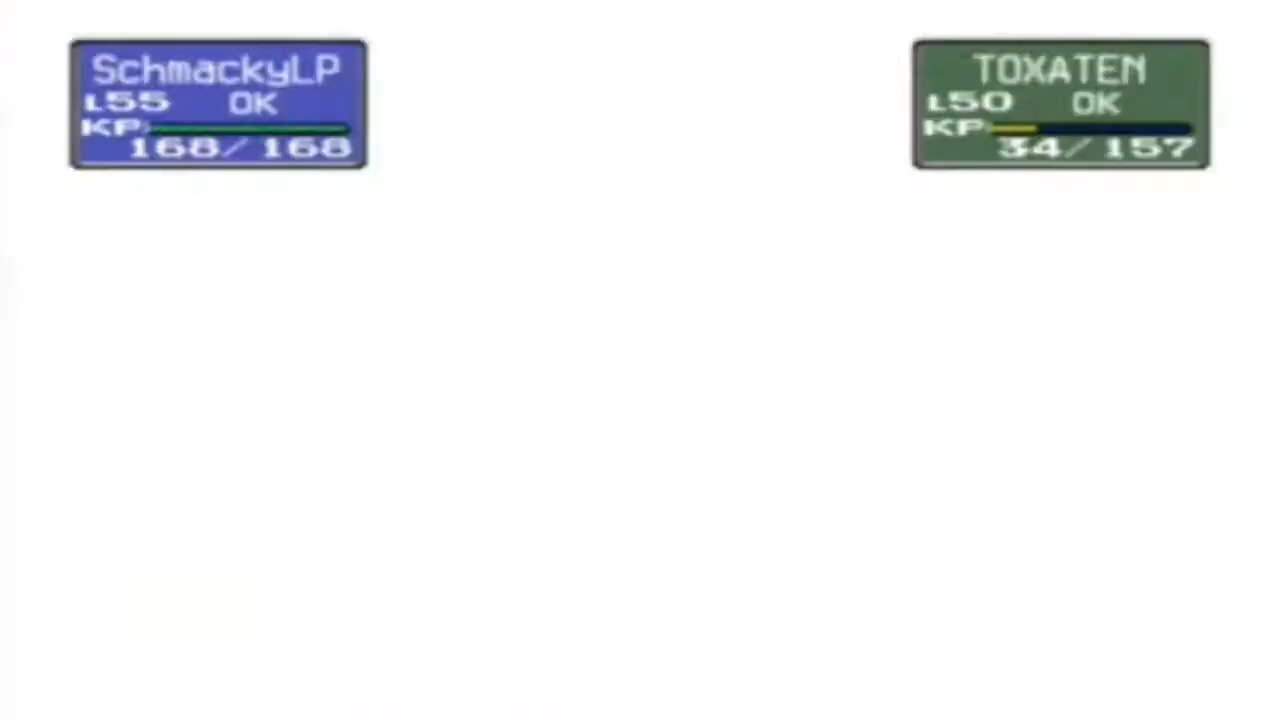 SchmackyLP
L55 OK
KP:
168/168
TOXATEN
L50 OK
KP:
34/157